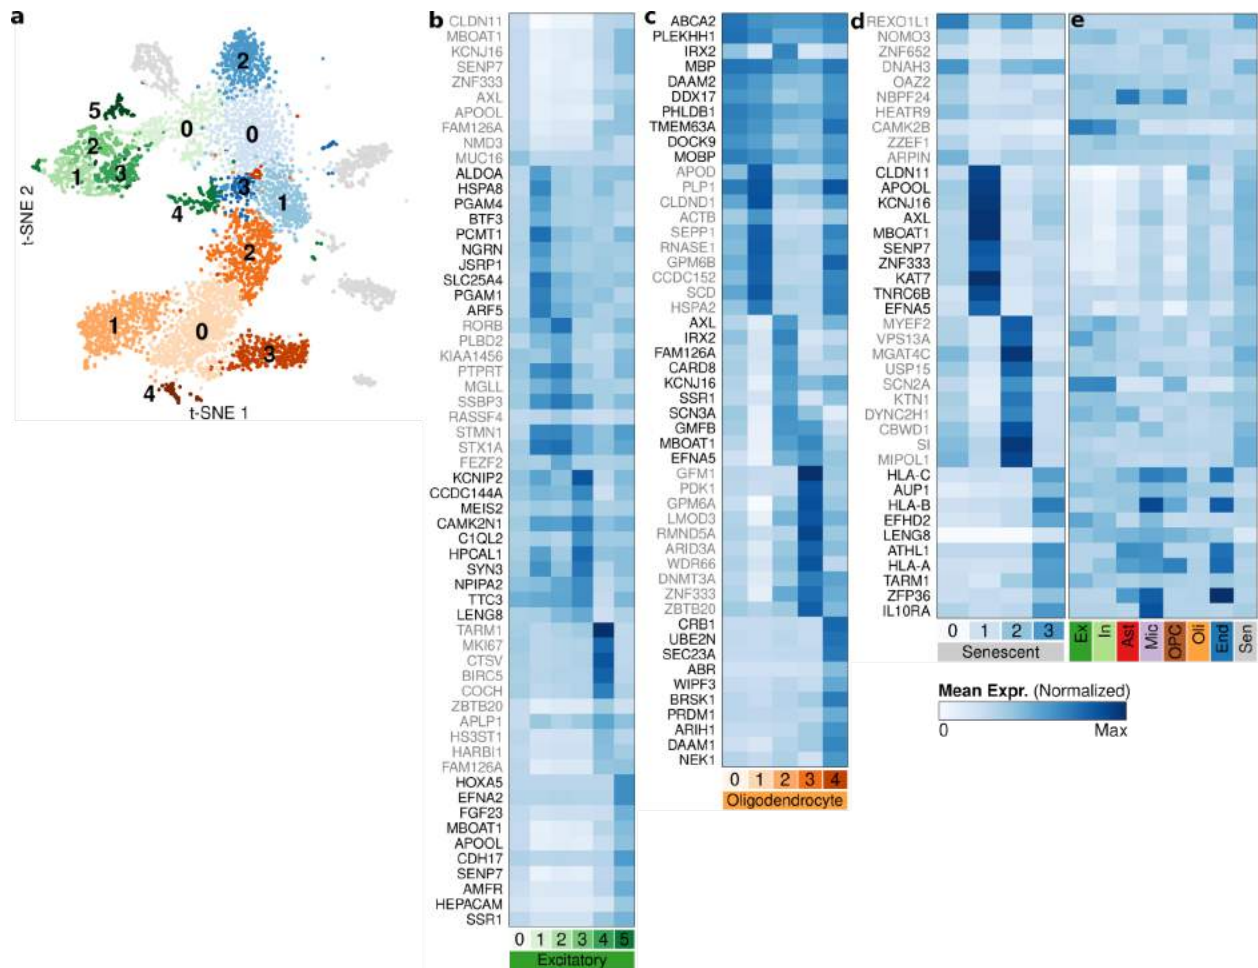 a
2
5
0
2
0
1
3
3
1
4
2
1
0
3
4
t-SNE 2
t-SNE 1
b
CLDN11
MBOAT1
KCNJ16
SENP7
ZNF333
AXL
APOOL
FAM126A
NMD3
MUC16
ALDOA
HSPA8
PGAM4
BTF3
PCMT1
NGRN
JSRP1
SLC25A4
PGAM1
ARF5
RORB
PLBD2
KIAA1456
PTPRT
MGLL
SSBP3
RASSF4
STMN1
STX1A
FEZF2
KCNIP2
CCDC144A
MEIS2
CAMK2N1
C1QL2
HPCAL1
SYN3
NPIPA2
TTC3
LENG8
TARM1
MKI67
CTSV
BIRC5
COCH
ZBTB20
APLP1
HS3ST1
HARBI1
FAM126A
HOXA5
EFNA2
FGF23
MBOAT1
APOOL
CDH17
SENP7
AMFR
HEPACAM
SSR1
0 1 2 3 4 5
Excitatory
c
ABCA2
PLEKHH1
IRX2
MBP
DAAM2
DDX17
PHLDB1
TMEM63A
DOCK9
MOBP
APOD
PLP1
CLDND1
ACTB
SEPP1
RNASE1
GPM6B
CCDC152
SCD
HSPA2
AXL
IRX2
FAM126A
CARD8
KCNJ16
SSR1
SCN3A
GMFB
MBOAT1
EFNA5
GFM1
PDK1
GPM6A
LMOD3
RMND5A
ARID3A
WDR66
DNMT3A
ZNF333
ZBTB20
CRB1
UBE2N
SEC23A
ABR
WIPF3
BRSK1
PRDM1
ARIH1
DAAM1
NEK1
0 1 2 3 4
Oligodendrocyte
d
REXO1L1
NOMO3
ZNF652
DNAH3
OAZ2
NBPF24
HEATR9
CAMK2B
ZZEF1
ARPIN
CLDN11
APOOL
KCNJ16
AXL
MBOAT1
SENP7
ZNF333
KAT7
TNRC6B
EFNA5
MYEF2
VPS13A
MGAT4C
USP15
SCN2A
KTN1
DYNC2H1
CBWD1
SI
MIPOL1
HLA-C
AUP1
HLA-B
EFHD2
LENG8
ATHL1
HLA-A
TARM1
ZFP36
IL10RA
0 1 2 3
Senescent
e
Ex
In
Ast
Mic
OPC
Oli
End
Sen
Mean Expr. (Normalized)
0 Max